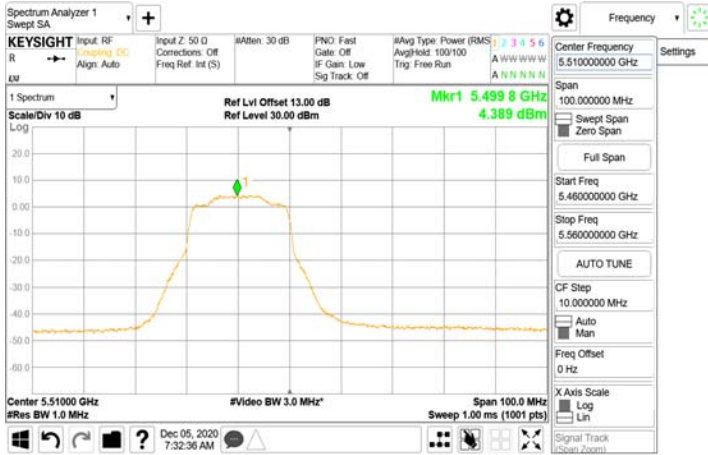 Spectrum Analyzer 1
Swept SA
+
Frequency
KEYSIGHT
R
Input: RF
Coupling: DC
Align: Auto
Input Z: 50 Ω
Corrections: Off
Freq Ref: Int (S)
#Atten: 30 dB
PNO: Fast
Gate: Off
IF Gain: Low
Sig Track: Off
#Avg Type: Power (RMS
Avg|Hold: 100/100
Trig: Free Run
1 2 3 4 5 6
A W W W W W
A N N N N N
1 Spectrum
Scale/Div 10 dB
Ref Lvl Offset 13.00 dB
Ref Level 30.00 dBm
Mkr1 5.499 8 GHz
4.389 dBm
Log
20.0
10.0
0.00
-10.0
-20.0
-30.0
-40.0
-50.0
-60.0
1
Center 5.51000 GHz
#Res BW 1.0 MHz
#Video BW 3.0 MHz*
Span 100.0 MHz
Sweep 1.00 ms (1001 pts)
Center Frequency
5.510000000 GHz
Settings
Span
100.000000 MHz
Swept Span
Zero Span
Full Span
Start Freq
5.460000000 GHz
Stop Freq
5.560000000 GHz
AUTO TUNE
CF Step
10.000000 MHz
Auto
Man
Freq Offset
0 Hz
X Axis Scale
Log
Lin
Signal Track
(Span Zoom)
?
Dec 05, 2020
7:32:36 AM